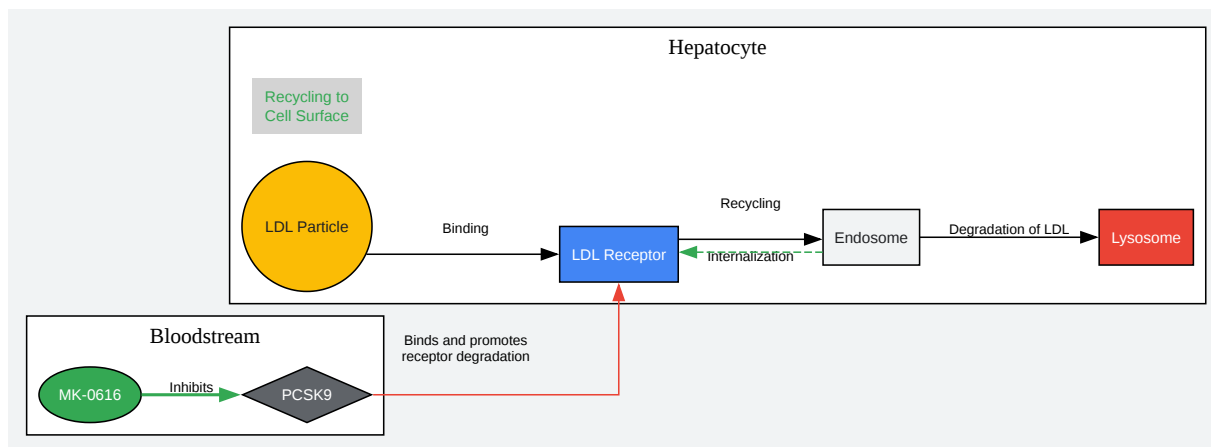 Hepatocyte
Recycling to
Cell Surface
LDL Particle
Binding
LDL Receptor
Recycling
Internalization
Endosome
Degradation of LDL
Lysosome
Bloodstream
MK-0616
Inhibits
PCSK9
Binds and promotes
receptor degradation